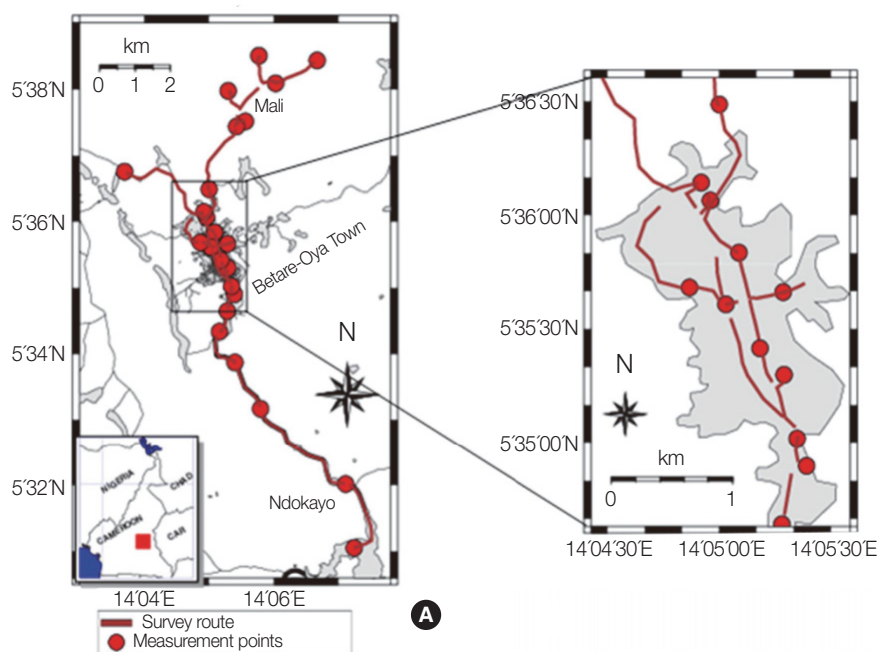 km
0 1 2
5′38′N
Mali
5′36′N
Betare-Oya Town
5′34′N
N
5′32′N
Ndokayo
NIGERIA
CHAD
CAMEROON
CAR
14′04′E 14′06′E
Survey route
Measurement points
A
5′36′30′N
5′36′00′N
5′35′30′N
N
5′35′00′N
km
0 1
14′04′30′E 14′05′00′E 14′05′30′E